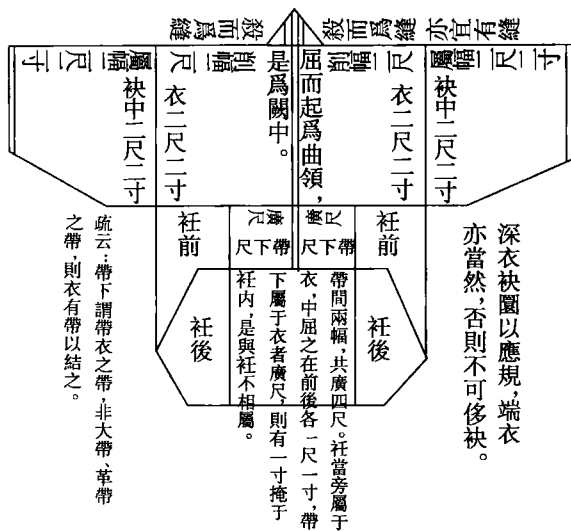 深衣袂圜以應規，端衣
亦當然，否則不可侈袂。
亦宜有縫
殺而爲縫
殺而爲縫
屬幅二尺二寸
袂中二尺二寸
衣二尺二寸
削幅二尺
屈而起爲曲領，
是爲闕中。
削幅二尺
衣二尺二寸
袂中二尺二寸
屬幅二尺二寸
衽前
廣尺
帶下尺
廣尺
帶下尺
衽前
衽後
衽後
帶間兩幅，共廣四尺。衽當旁屬于
衣，中屈之在前後各一尺一寸，帶
下屬于衣者廣尺，則有一寸掩于
衽内，是與衽不相屬。
疏云：帶下謂帶衣之帶，非大帶、革帶
之帶，則衣有帶以結之。